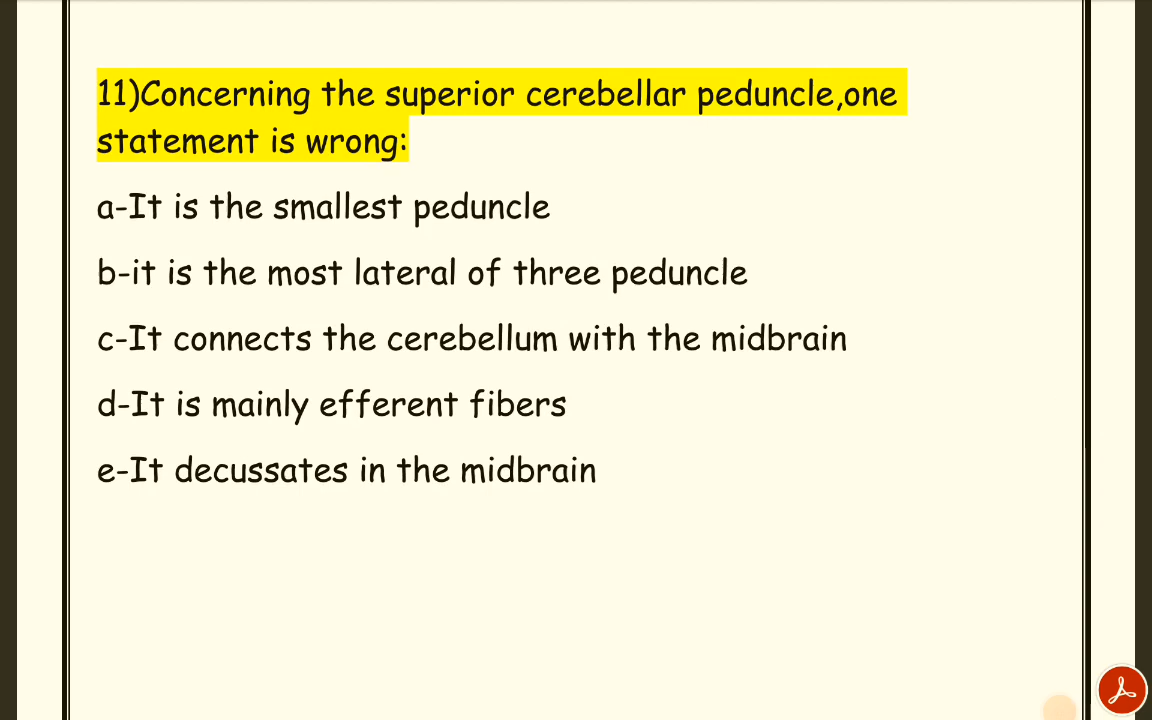 11)Concerning the superior cerebellar peduncle,one
statement is wrong:
a-It is the smallest peduncle
b-it is the most lateral of three peduncle
c-It connects the cerebellum with the midbrain
d-It is mainly efferent fibers
e-It decussates in the midbrain